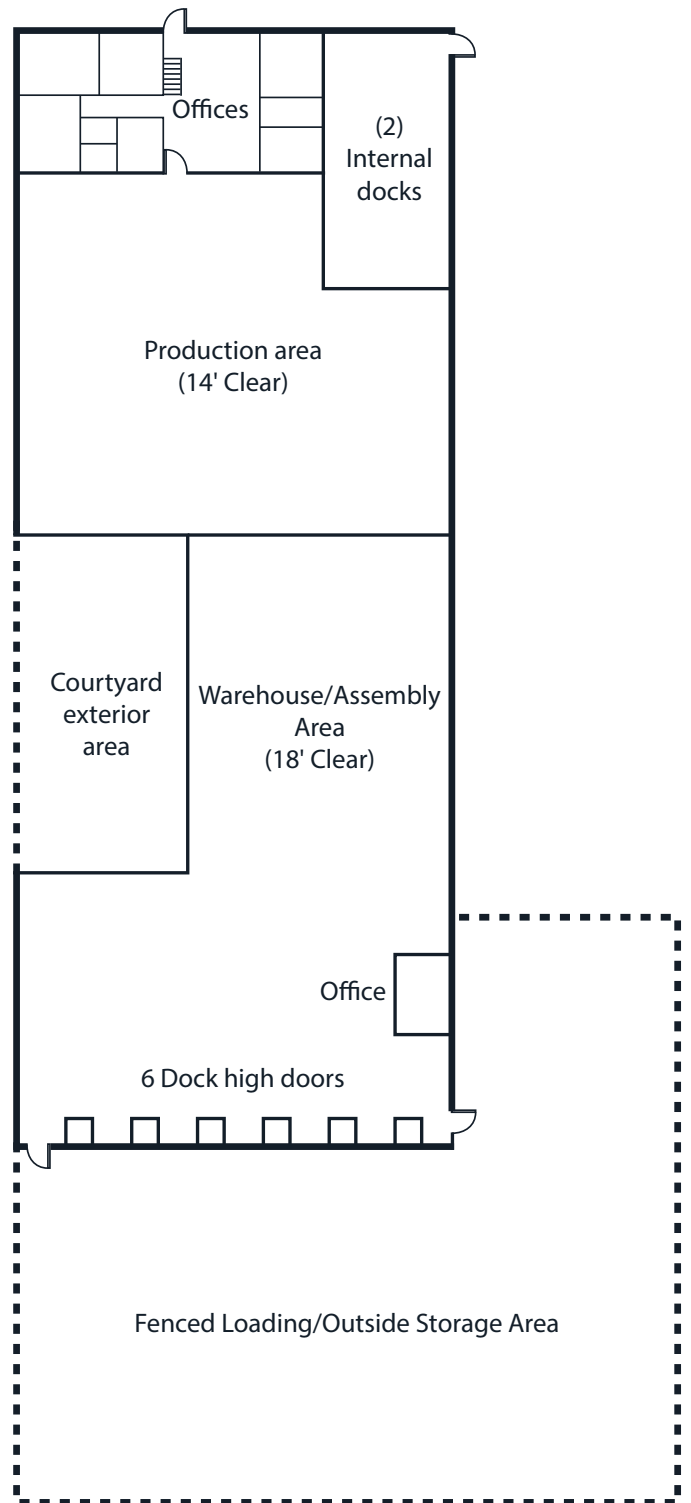 Offices
(2)
Internal
docks
Production area
(14' Clear)
Courtyard
exterior
area
Warehouse/Assembly
Area
(18' Clear)
Office
6 Dock high doors
Fenced Loading/Outside Storage Area